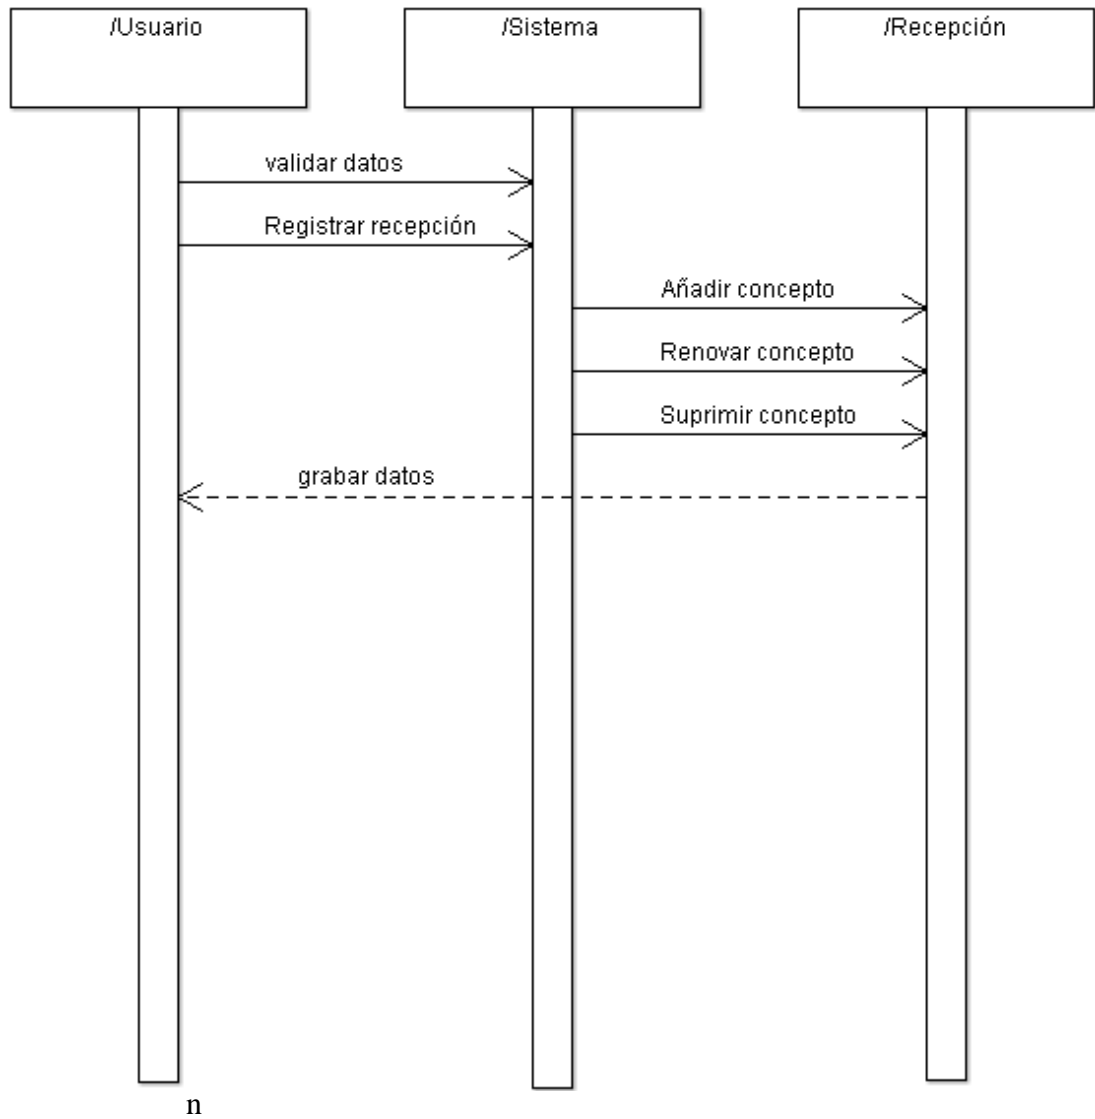 /Usuario
/Sistema
/Recepción
validar datos
Registrar recepción
Añadir concepto
Renovar concepto
Suprimir concepto
grabar datos
n